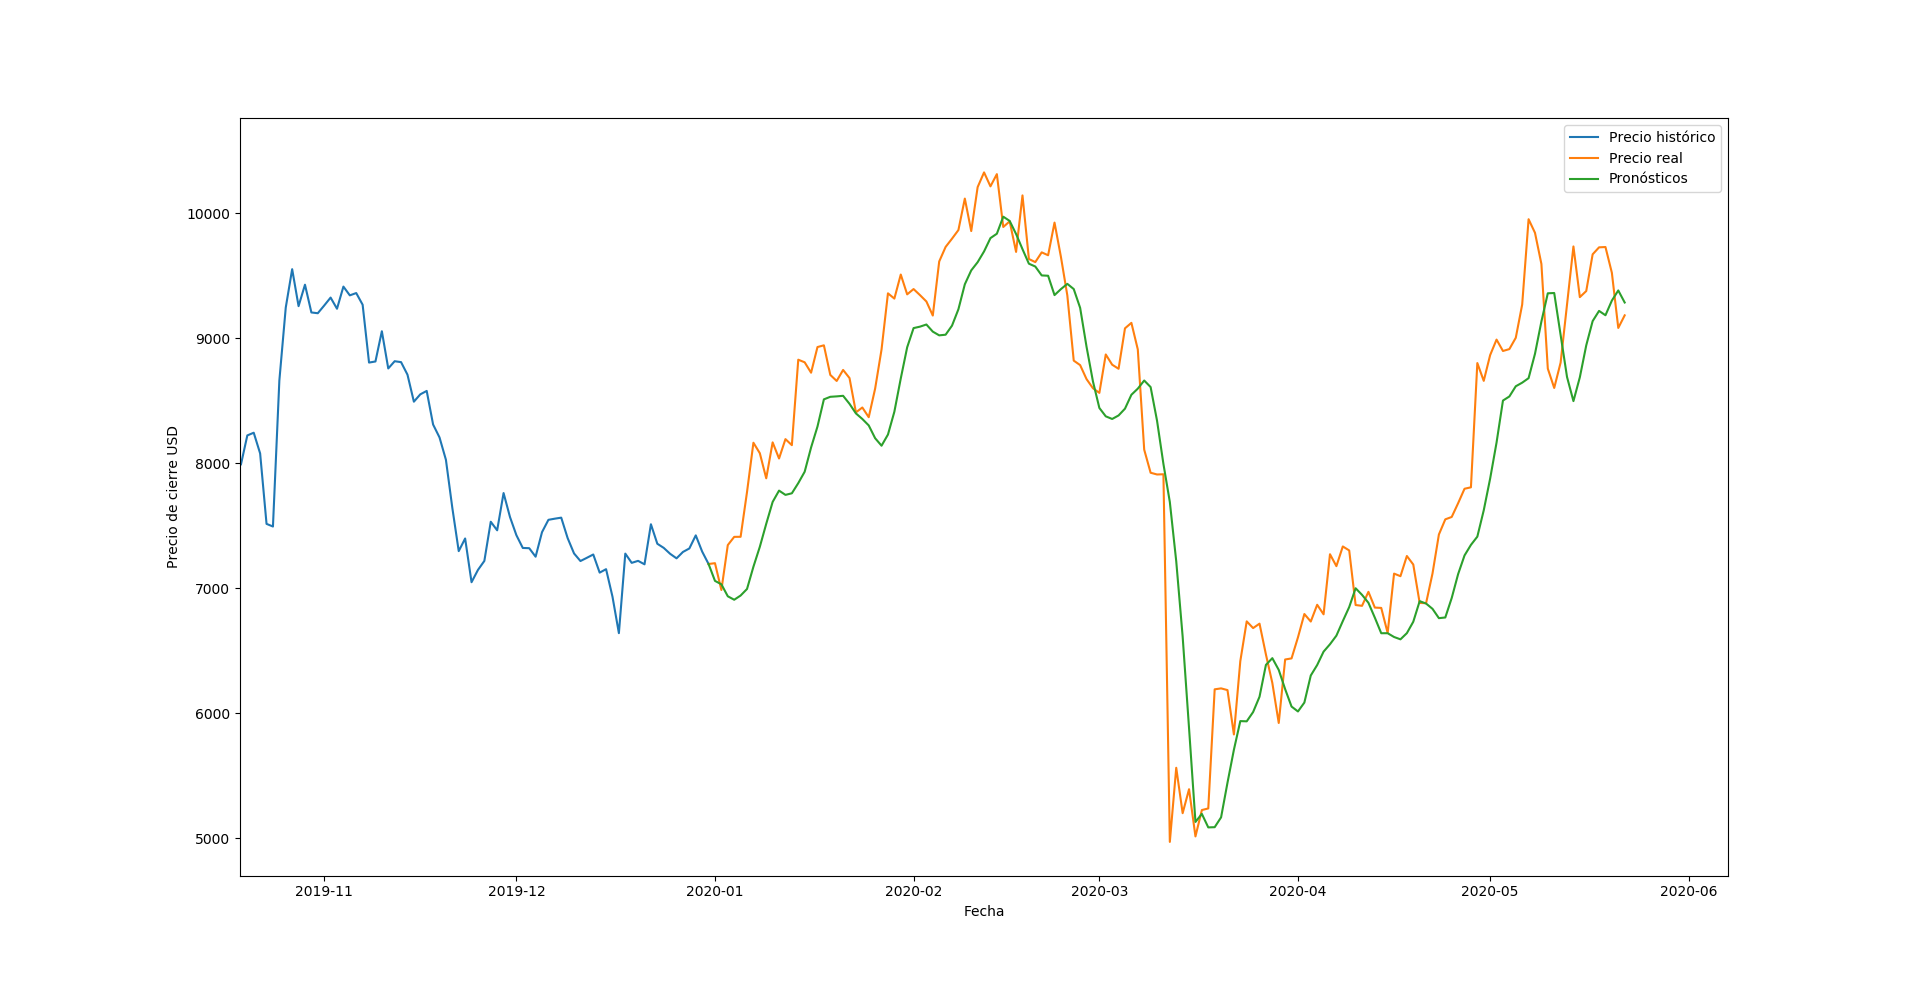 Precio histórico
Precio real
Pronósticos
10000
9000
8000
7000
6000
5000
Precio de cierre USD
2019-11 2019-12 2020-01 2020-02 2020-03 2020-04 2020-05 2020-06
Fecha